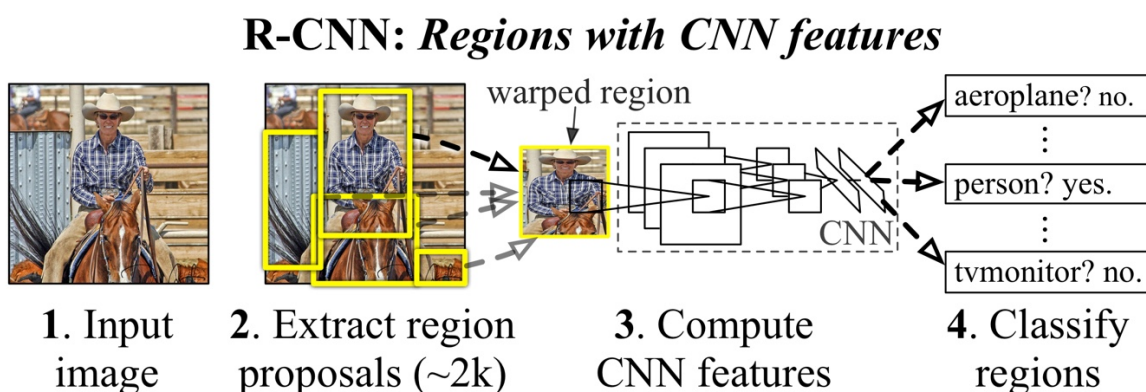 R-CNN: Regions with CNN features
warped region
aeroplane? no.
⋮
person? yes.
⋮
tvmonitor? no.
CNN
1. Input
image
2. Extract region
proposals (~2k)
3. Compute
CNN features
4. Classify
regions